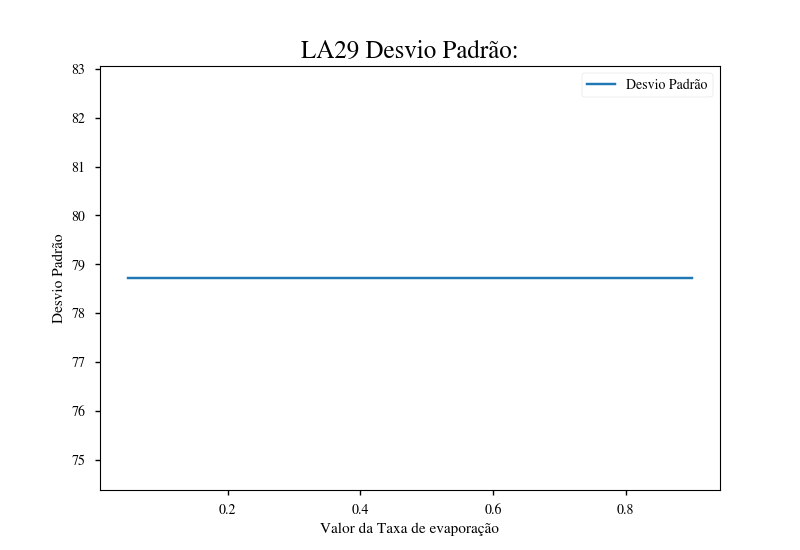 LA29 Desvio Padrão:
Desvio Padrão
83
82
81
80
79
78
77
76
75
Desvio Padrão
0.2 0.4 0.6 0.8
Valor da Taxa de evaporação